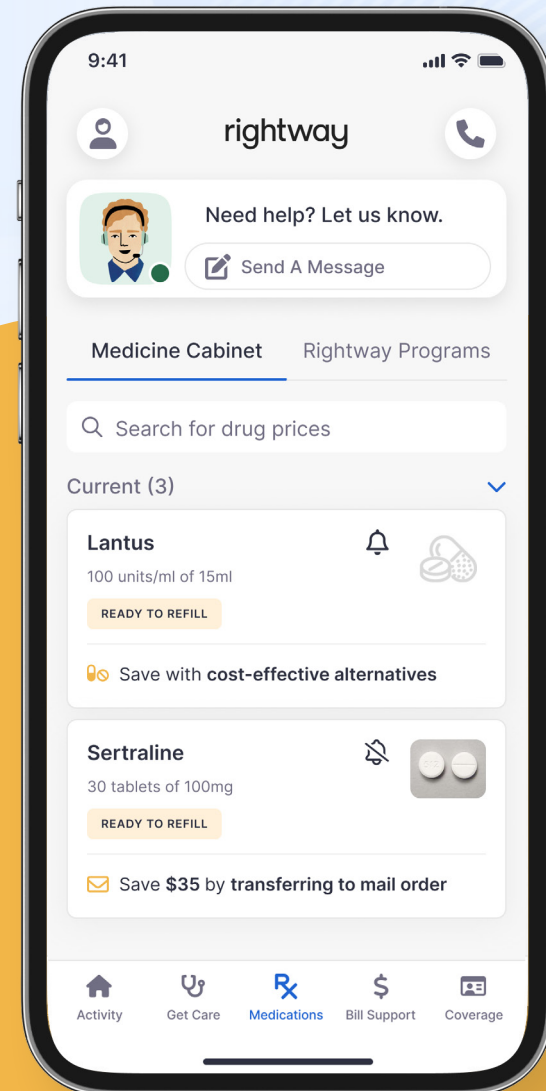 9:41
rightway
Need help? Let us know.
Send A Message
Medicine Cabinet
Rightway Programs
Search for drug prices
Current (3)
Lantus
100 units/ml of 15ml
READY TO REFILL
Save with cost-effective alternatives
Sertraline
30 tablets of 100mg
READY TO REFILL
Save $35 by transferring to mail order
Activity
Get Care
Rx
Medications
$
Bill Support
Coverage